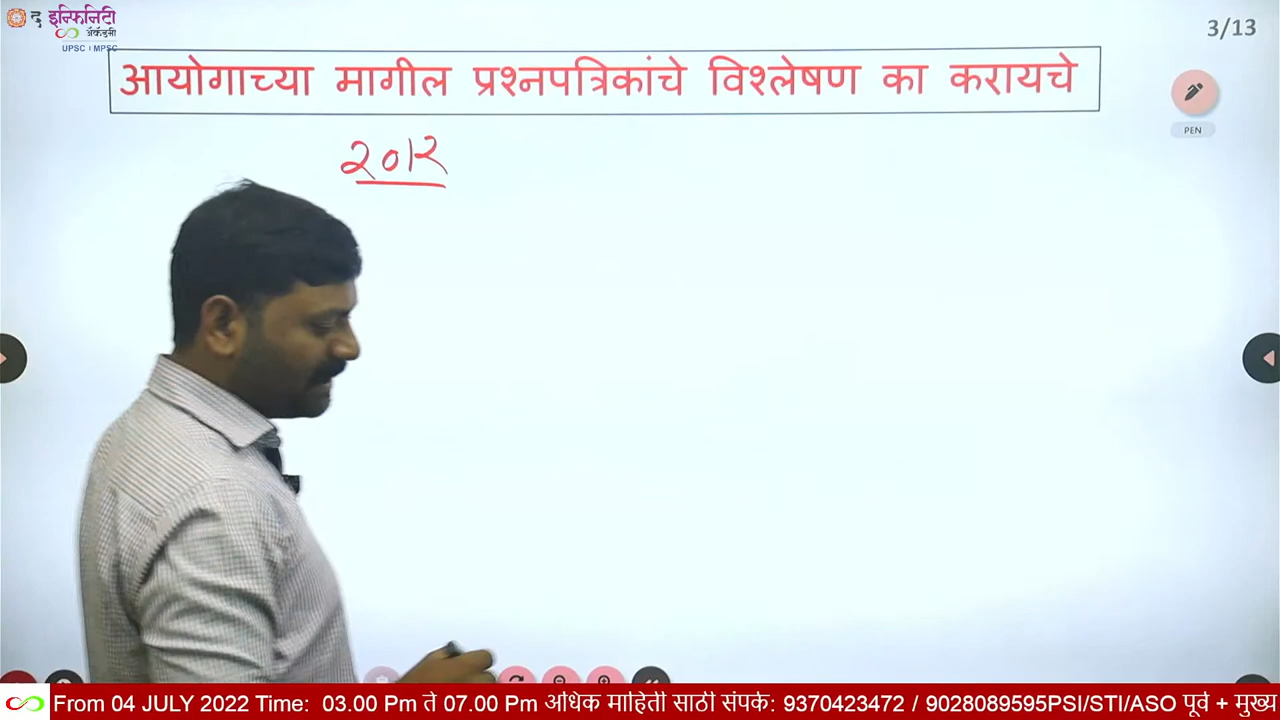 द इन्फिनिटी
अ‍ॅकॅडमी
UPSC । MPSC
3/13
आयोगाच्या मागील प्रश्नपत्रिकांचे विश्लेषण का करायचे
PEN
२०१२
From 04 JULY 2022 Time: 03.00 Pm ते 07.00 Pm अधिक माहिती साठी संपर्क: 9370423472 / 9028089595PSI/STI/ASO पूर्व + मुख्य